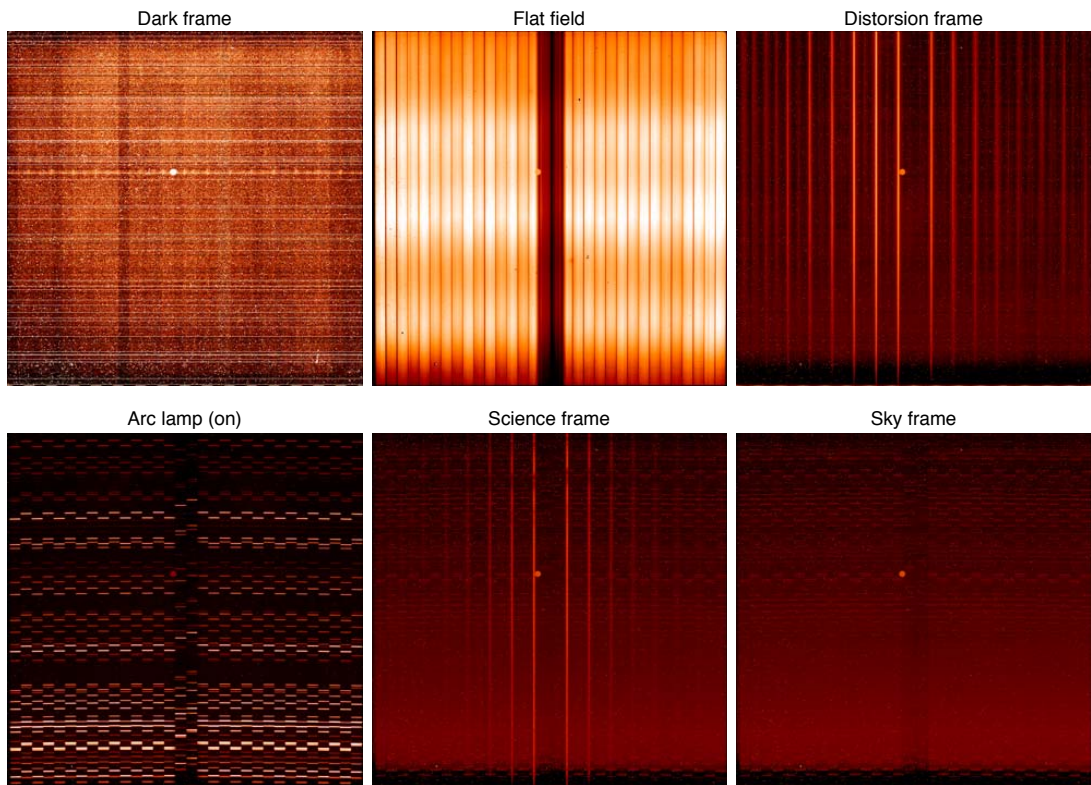 Dark frame
Flat field
Distorsion frame
Arc lamp (on)
Science frame
Sky frame